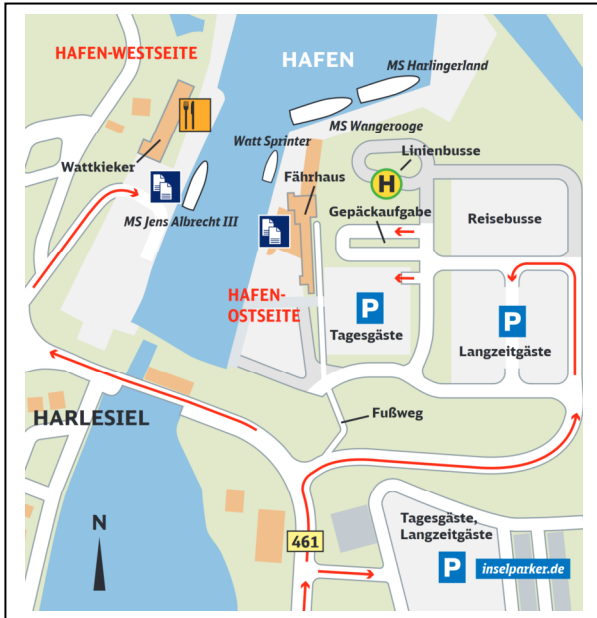 HAFEN-WESTSEITE
HAFEN
MS Harlingerland
MS Wangerooge
Watt Sprinter
Linienbusse
Wattkieker
Fährhaus
H
Gepäckaufgabe
Reisebusse
MS Jens Albrecht III
HAFEN-
OSTSEITE
P
Tagesgäste
P
Langzeitgäste
HARLESIEL
Fußweg
N
461
Tagesgäste,
Langzeitgäste
P
inselparker.de